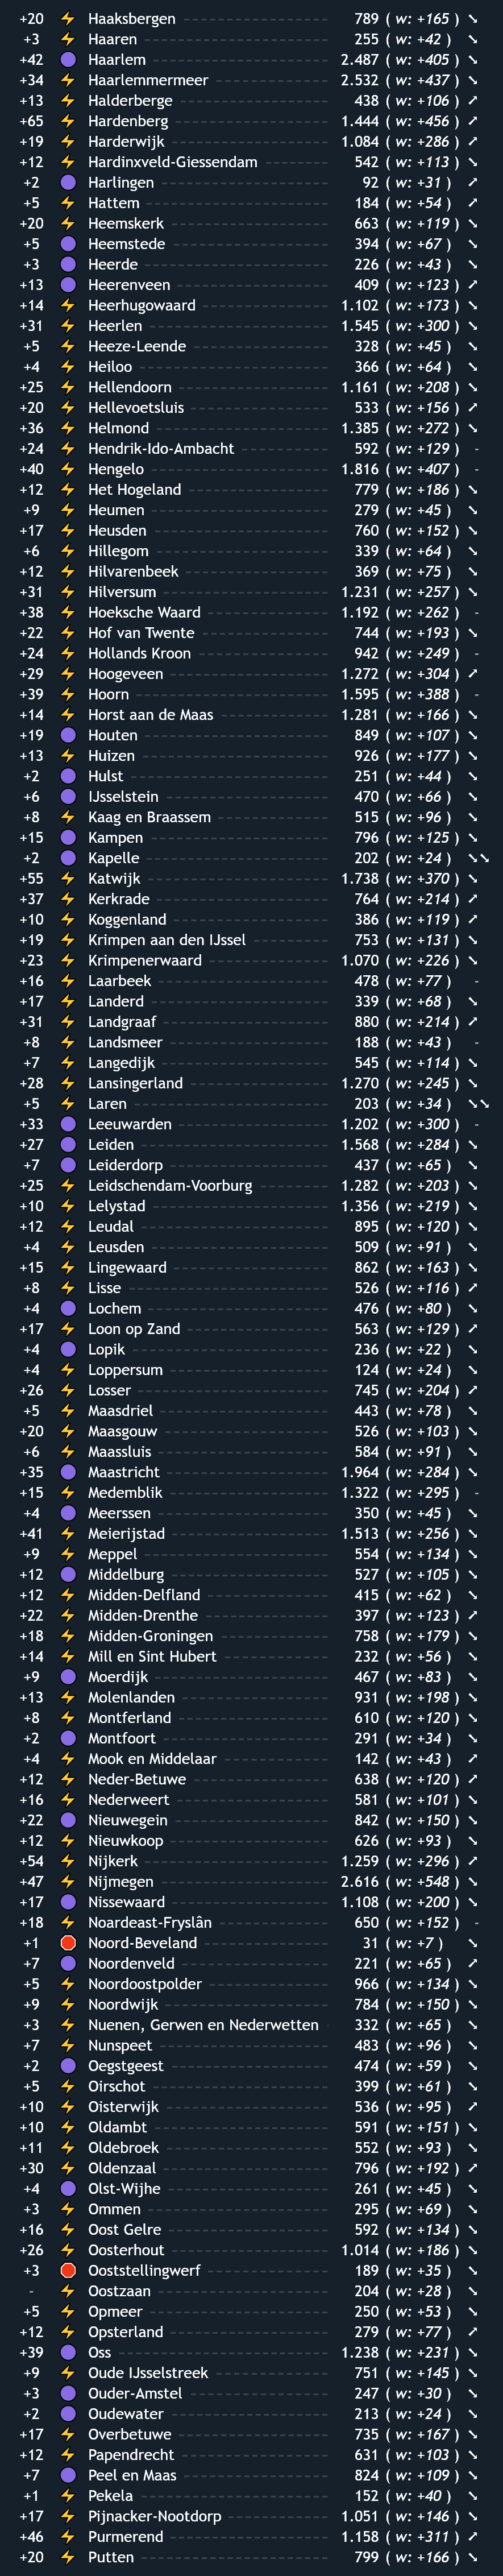 +20 ⚡ Haaksbergen 789 ( w: +165 ) ↘
+3 ⚡ Haaren 255 ( w: +42 ) ↘
+42 🟣 Haarlem 2.487 ( w: +405 ) ↘
+34 ⚡ Haarlemmermeer 2.532 ( w: +437 ) ↘
+13 ⚡ Halderberge 438 ( w: +106 ) ↗
+65 ⚡ Hardenberg 1.444 ( w: +456 ) ↗
+19 ⚡ Harderwijk 1.084 ( w: +286 ) ↗
+12 ⚡ Hardinxveld-Giessendam 542 ( w: +113 ) ↘
+2 🟣 Harlingen 92 ( w: +31 ) ↗
+5 ⚡ Hattem 184 ( w: +54 ) ↗
+20 ⚡ Heemskerk 663 ( w: +119 ) ↘
+5 🟣 Heemstede 394 ( w: +67 ) ↘
+3 🟣 Heerde 226 ( w: +43 ) ↘
+13 🟣 Heerenveen 409 ( w: +123 ) ↗
+14 ⚡ Heerhugowaard 1.102 ( w: +173 ) ↘
+31 ⚡ Heerlen 1.545 ( w: +300 ) ↘
+5 ⚡ Heeze-Leende 328 ( w: +45 ) ↘
+4 ⚡ Heiloo 366 ( w: +64 ) ↘
+25 ⚡ Hellendoorn 1.161 ( w: +208 ) ↘
+20 ⚡ Hellevoetsluis 533 ( w: +156 ) ↗
+36 ⚡ Helmond 1.385 ( w: +272 ) ↘
+24 ⚡ Hendrik-Ido-Ambacht 592 ( w: +129 ) -
+40 ⚡ Hengelo 1.816 ( w: +407 ) -
+12 ⚡ Het Hogeland 779 ( w: +186 ) ↘
+9 ⚡ Heumen 279 ( w: +45 ) ↘
+17 ⚡ Heusden 760 ( w: +152 ) ↘
+6 ⚡ Hillegom 339 ( w: +64 ) ↘
+12 ⚡ Hilvarenbeek 369 ( w: +75 ) ↘
+31 ⚡ Hilversum 1.231 ( w: +257 ) ↘
+38 ⚡ Hoeksche Waard 1.192 ( w: +262 ) -
+22 ⚡ Hof van Twente 744 ( w: +193 ) ↘
+24 ⚡ Hollands Kroon 942 ( w: +249 ) -
+29 ⚡ Hoogeveen 1.272 ( w: +304 ) ↗
+39 ⚡ Hoorn 1.595 ( w: +388 ) -
+14 ⚡ Horst aan de Maas 1.281 ( w: +166 ) ↘
+19 🟣 Houten 849 ( w: +107 ) ↘
+13 ⚡ Huizen 926 ( w: +177 ) ↘
+2 🟣 Hulst 251 ( w: +44 ) ↘
+6 🟣 IJsselstein 470 ( w: +66 ) ↘
+8 ⚡ Kaag en Braassem 515 ( w: +96 ) ↘
+15 🟣 Kampen 796 ( w: +125 ) ↘
+2 🟣 Kapelle 202 ( w: +24 ) ↘↘
+55 ⚡ Katwijk 1.738 ( w: +370 ) ↘
+37 ⚡ Kerkrade 764 ( w: +214 ) ↗
+10 ⚡ Koggenland 386 ( w: +119 ) ↗
+19 ⚡ Krimpen aan den IJssel 753 ( w: +131 ) ↘
+23 ⚡ Krimpenerwaard 1.070 ( w: +226 ) ↘
+16 ⚡ Laarbeek 478 ( w: +77 ) -
+17 ⚡ Landerd 339 ( w: +68 ) ↘
+31 ⚡ Landgraaf 880 ( w: +214 ) ↗
+8 ⚡ Landsmeer 188 ( w: +43 ) -
+7 ⚡ Langedijk 545 ( w: +114 ) ↘
+28 ⚡ Lansingerland 1.270 ( w: +245 ) ↘
+5 ⚡ Laren 203 ( w: +34 ) ↘↘
+33 🟣 Leeuwarden 1.202 ( w: +300 ) -
+27 🟣 Leiden 1.568 ( w: +284 ) ↘
+7 🟣 Leiderdorp 437 ( w: +65 ) ↘
+25 ⚡ Leidschendam-Voorburg 1.282 ( w: +203 ) ↘
+10 ⚡ Lelystad 1.356 ( w: +219 ) ↘
+12 ⚡ Leudal 895 ( w: +120 ) ↘
+4 ⚡ Leusden 509 ( w: +91 ) ↘
+15 ⚡ Lingewaard 862 ( w: +163 ) ↘
+8 ⚡ Lisse 526 ( w: +116 ) ↗
+4 🟣 Lochem 476 ( w: +80 ) ↘
+17 ⚡ Loon op Zand 563 ( w: +129 ) ↗
+4 🟣 Lopik 236 ( w: +22 ) ↘
+4 ⚡ Loppersum 124 ( w: +24 ) ↘
+26 ⚡ Losser 745 ( w: +204 ) ↗
+5 ⚡ Maasdriel 443 ( w: +78 ) ↘
+20 ⚡ Maasgouw 526 ( w: +103 ) ↘
+6 ⚡ Maassluis 584 ( w: +91 ) ↘
+35 🟣 Maastricht 1.964 ( w: +284 ) ↘
+15 ⚡ Medemblik 1.322 ( w: +295 ) -
+4 🟣 Meerssen 350 ( w: +45 ) ↘
+41 ⚡ Meierijstad 1.513 ( w: +256 ) ↘
+9 ⚡ Meppel 554 ( w: +134 ) ↘
+12 🟣 Middelburg 527 ( w: +105 ) ↘
+12 ⚡ Midden-Delfland 415 ( w: +62 ) ↘
+22 ⚡ Midden-Drenthe 397 ( w: +123 ) ↗
+18 ⚡ Midden-Groningen 758 ( w: +179 ) ↘
+14 ⚡ Mill en Sint Hubert 232 ( w: +56 ) ↘
+9 🟣 Moerdijk 467 ( w: +83 ) ↘
+13 ⚡ Molenlanden 931 ( w: +198 ) ↘
+8 ⚡ Montferland 610 ( w: +120 ) ↘
+2 🟣 Montfoort 291 ( w: +34 ) ↘
+4 ⚡ Mook en Middelaar 142 ( w: +43 ) ↗
+12 ⚡ Neder-Betuwe 638 ( w: +120 ) ↗
+16 ⚡ Nederweert 581 ( w: +101 ) ↘
+22 🟣 Nieuwegein 842 ( w: +150 ) ↘
+12 ⚡ Nieuwkoop 626 ( w: +93 ) ↘
+54 ⚡ Nijkerk 1.259 ( w: +296 ) ↗
+47 ⚡ Nijmegen 2.616 ( w: +548 ) ↘
+17 🟣 Nissewaard 1.108 ( w: +200 ) ↘
+18 ⚡ Noardeast-Fryslân 650 ( w: +152 ) -
+1 🛑 Noord-Beveland 31 ( w: +7 ) ↘
+7 🟣 Noordenveld 221 ( w: +65 ) ↗
+5 ⚡ Noordoostpolder 966 ( w: +134 ) ↘
+9 ⚡ Noordwijk 784 ( w: +150 ) ↘
+3 ⚡ Nuenen, Gerwen en Nederwetten 332 ( w: +65 ) ↘
+7 ⚡ Nunspeet 483 ( w: +96 ) ↘
+2 🟣 Oegstgeest 474 ( w: +59 ) ↘
+5 ⚡ Oirschot 399 ( w: +61 ) ↘
+10 ⚡ Oisterwijk 536 ( w: +95 ) ↗
+10 ⚡ Oldambt 591 ( w: +151 ) ↘
+11 ⚡ Oldebroek 552 ( w: +93 ) ↘
+30 ⚡ Oldenzaal 796 ( w: +192 ) ↗
+4 🟣 Olst-Wijhe 261 ( w: +45 ) ↘
+3 ⚡ Ommen 295 ( w: +69 ) ↘
+16 ⚡ Oost Gelre 592 ( w: +134 ) ↘
+26 ⚡ Oosterhout 1.014 ( w: +186 ) ↘
+3 🛑 Ooststellingwerf 189 ( w: +35 ) ↘
- ⚡ Oostzaan 204 ( w: +28 ) ↘
+5 ⚡ Opmeer 250 ( w: +53 ) ↘
+12 ⚡ Opsterland 279 ( w: +77 ) ↗
+39 🟣 Oss 1.238 ( w: +231 ) ↘
+9 ⚡ Oude IJsselstreek 751 ( w: +145 ) ↘
+3 🟣 Ouder-Amstel 247 ( w: +30 ) ↘
+2 🟣 Oudewater 213 ( w: +24 ) ↘
+17 ⚡ Overbetuwe 735 ( w: +167 ) ↘
+12 ⚡ Papendrecht 631 ( w: +103 ) ↘
+7 🟣 Peel en Maas 824 ( w: +109 ) ↘
+1 ⚡ Pekela 152 ( w: +40 ) ↘
+17 ⚡ Pijnacker-Nootdorp 1.051 ( w: +146 ) ↘
+46 ⚡ Purmerend 1.158 ( w: +311 ) ↗
+20 ⚡ Putten 799 ( w: +166 ) ↘